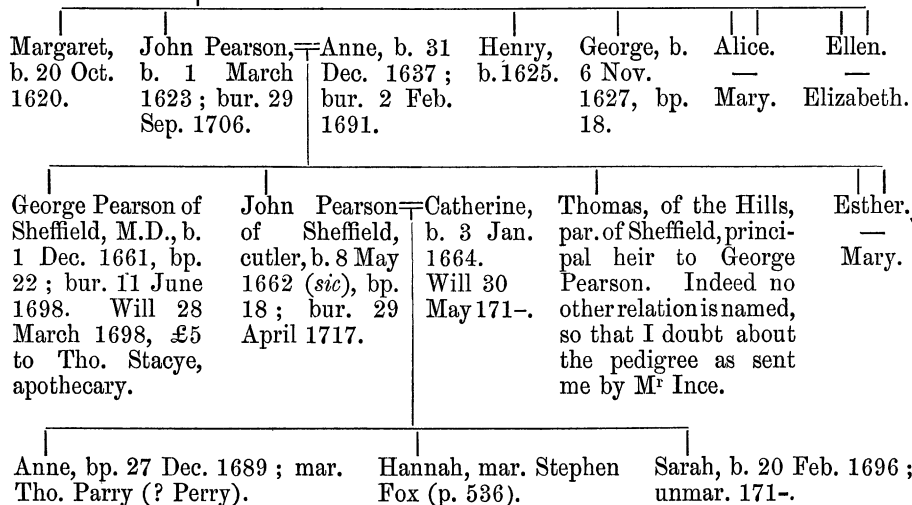 Margaret,
b. 20 Oct.
1620.
John Pearson,
b. 1 March
1623 ; bur. 29
Sep. 1706.
Anne, b. 31
Dec. 1637 ;
bur. 2 Feb.
1691.
Henry,
b. 1625.
George, b.
6 Nov.
1627, bp.
18.
Alice.
—
Mary.
Ellen.
—
Elizabeth.
George Pearson of
Sheffield, M.D., b.
1 Dec. 1661, bp.
22 ; bur. 11 June
1698. Will 28
March 1698, £5
to Tho. Stacye,
apothecary.
John Pearson
of Sheffield,
cutler, b. 8 May
1662 (sic), bp.
18 ; bur. 29
April 1717.
Catherine,
b. 3 Jan.
1664.
Will 30
May 171–.
Thomas, of the Hills,
par. of Sheffield, princi-
pal heir to George
Pearson. Indeed no
other relation is named,
so that I doubt about
the pedigree as sent
me by Mr Ince.
Esther.
—
Mary.
Anne, bp. 27 Dec. 1689 ; mar.
Tho. Parry (? Perry).
Hannah, mar. Stephen
Fox (p. 536).
Sarah, b. 20 Feb. 1696 ;
unmar. 171–.